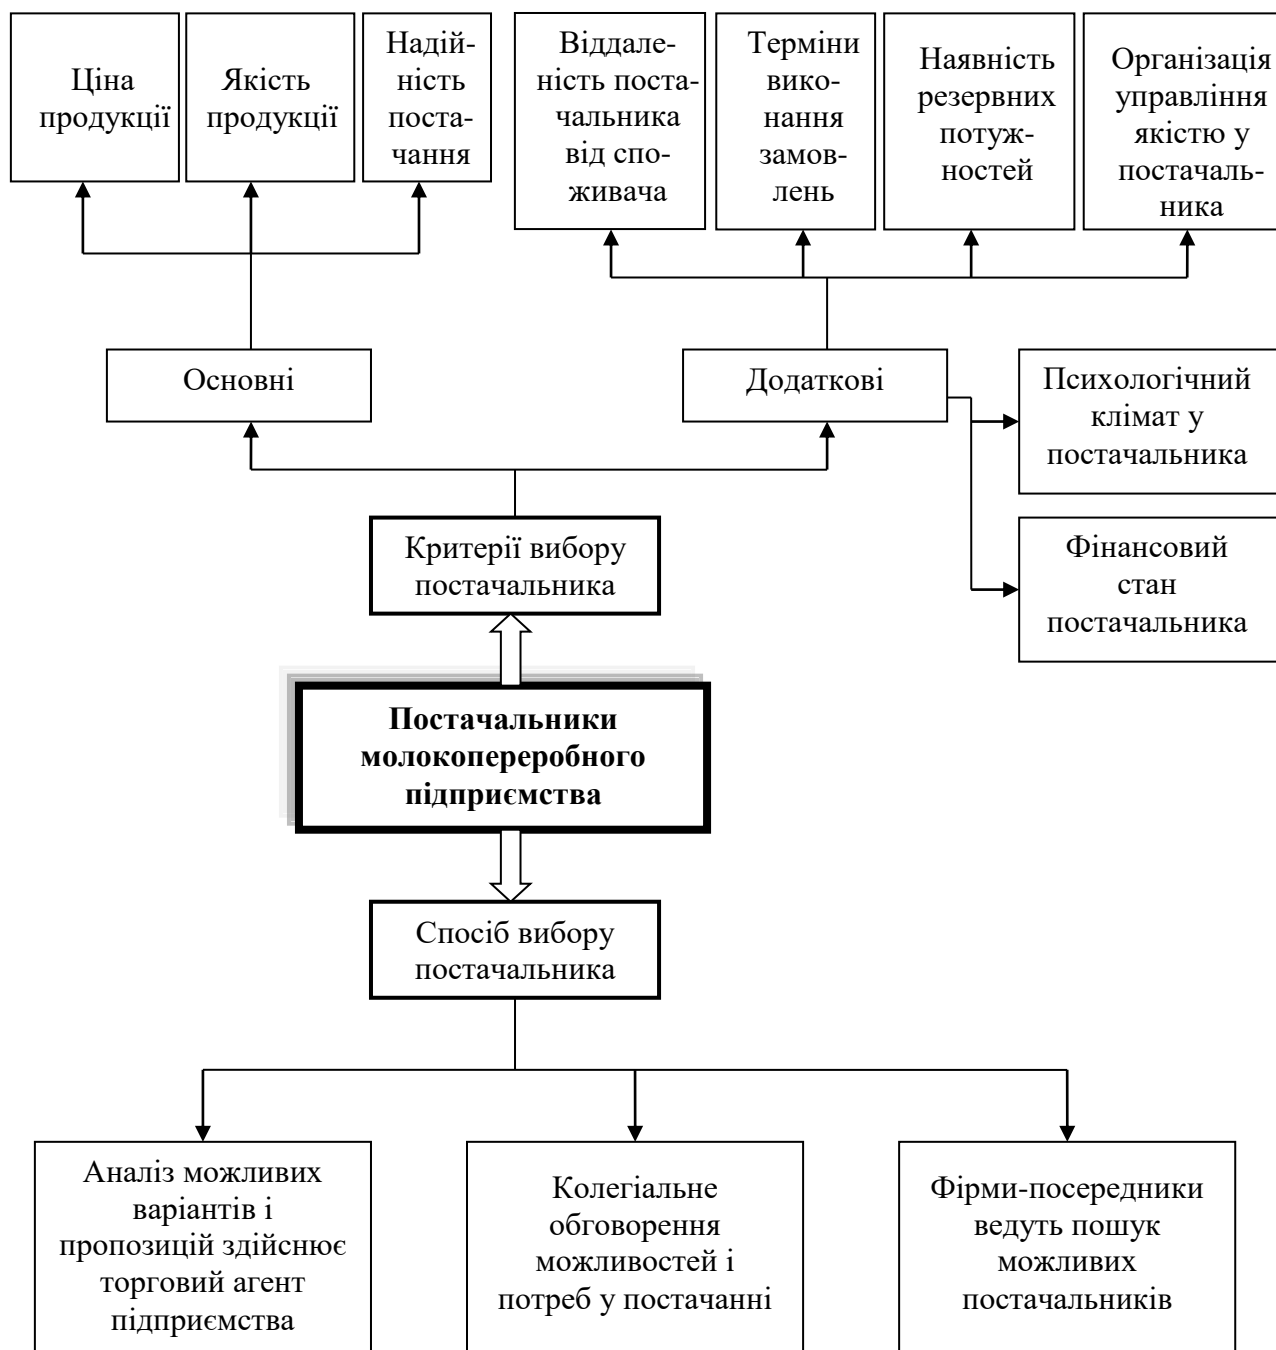 Ціна
продукції
Якість
продукції
Надій-
ність
поста-
чання
Віддале-
ність поста-
чальника
від спо-
живача
Терміни
вико-
нання
замов-
лень
Наявність
резервних
потуж-
ностей
Організація
управління
якістю у
постачаль-
ника
Основні
Додаткові
Психологічний
клімат у
постачальника
Критерії вибору
постачальника
Фінансовий
стан
постачальника
Постачальники
молокопереробного
підприємства
Спосіб вибору
постачальника
Аналіз можливих
варіантів і
пропозицій здійснює
торговий агент
підприємства
Колегіальне
обговорення
можливостей і
потреб у постачанні
Фірми-посередники
ведуть пошук
можливих
постачальників